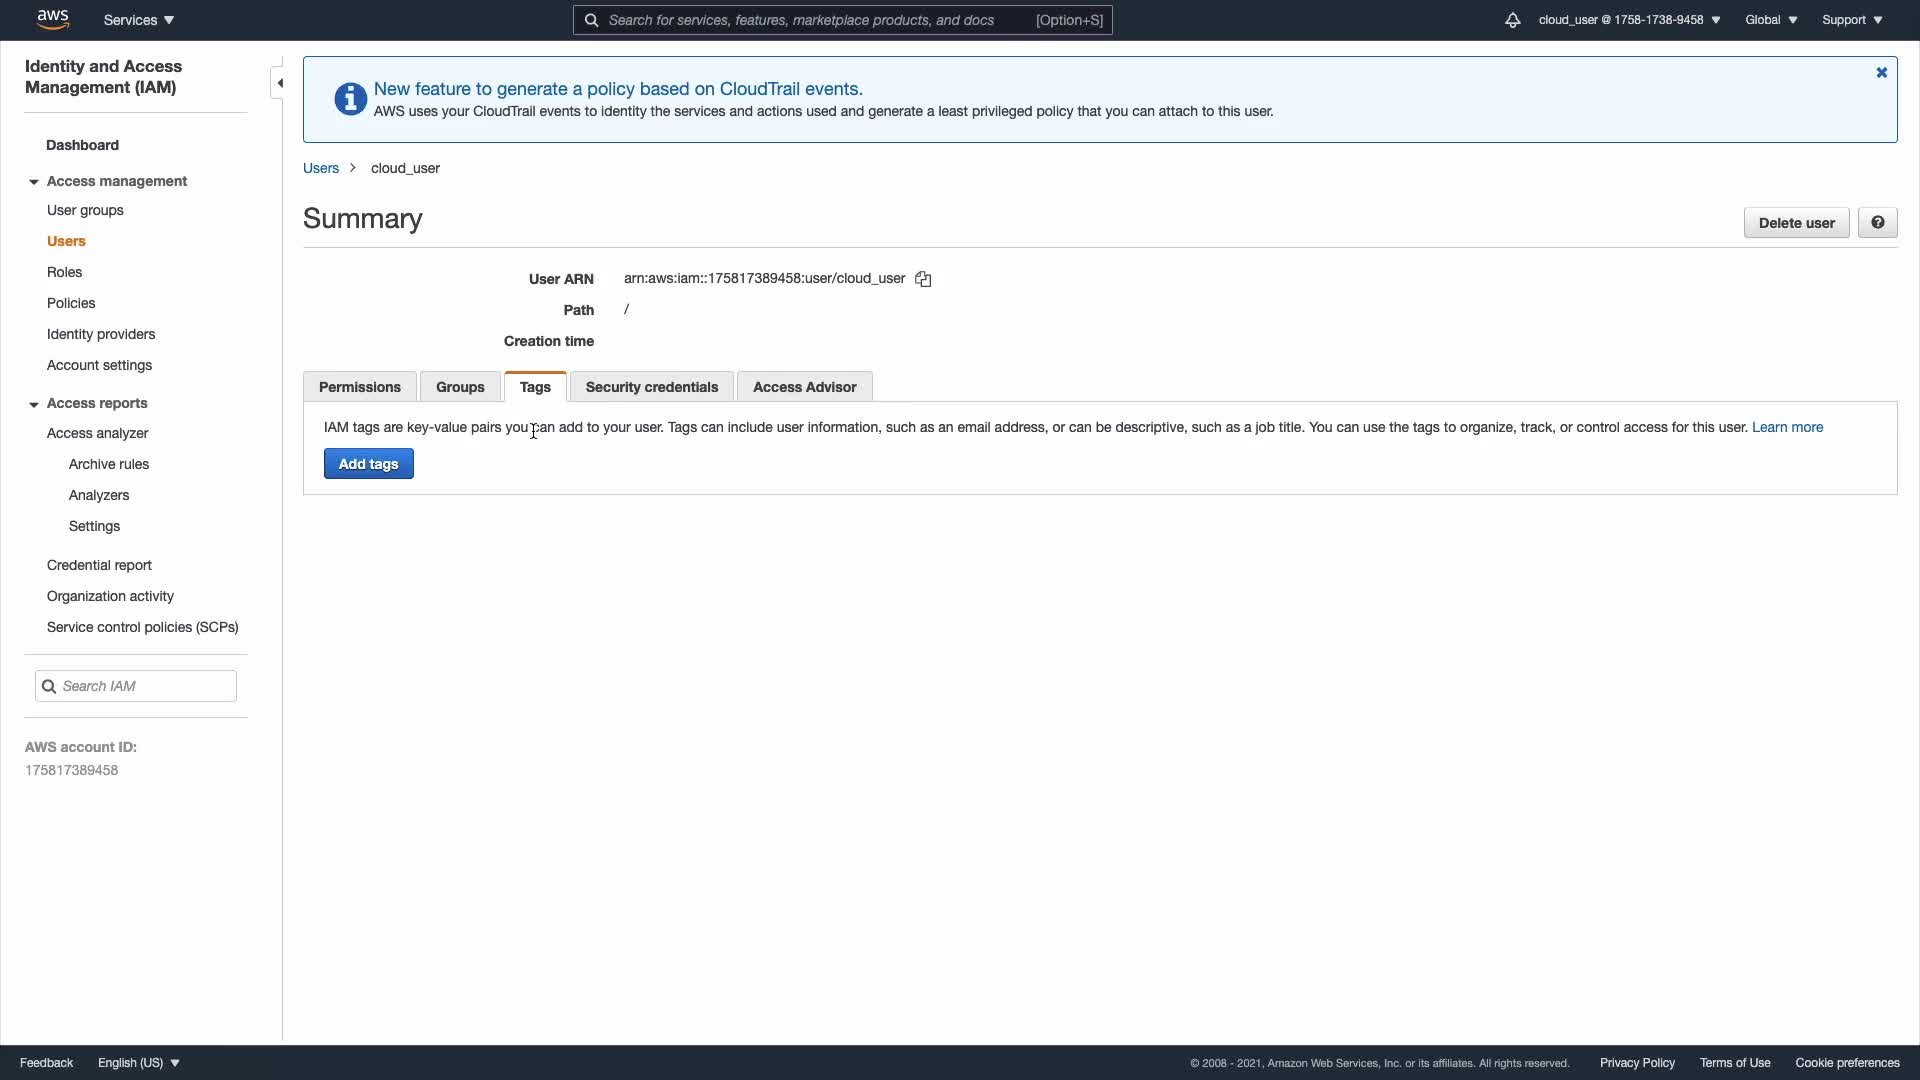 aws
Services
Search for services, features, marketplace products, and docs [Option+S]
cloud_user @ 1758-1738-9458
Global
Support
Identity and Access
Management (IAM)
Dashboard
Access management
User groups
Users
Roles
Policies
Identity providers
Account settings
Access reports
Access analyzer
Archive rules
Analyzers
Settings
Credential report
Organization activity
Service control policies (SCPs)
Search IAM
AWS account ID:
175817389458
New feature to generate a policy based on CloudTrail events.
AWS uses your CloudTrail events to identity the services and actions used and generate a least privileged policy that you can attach to this user.
Users > cloud_user
Summary
Delete user
User ARN arn:aws:iam::175817389458:user/cloud_user
Path /
Creation time
Permissions Groups Tags Security credentials Access Advisor
IAM tags are key-value pairs you can add to your user. Tags can include user information, such as an email address, or can be descriptive, such as a job title. You can use the tags to organize, track, or control access for this user. Learn more
Add tags
Feedback
English (US)
© 2008 - 2021, Amazon Web Services, Inc. or its affiliates. All rights reserved.
Privacy Policy
Terms of Use
Cookie preferences